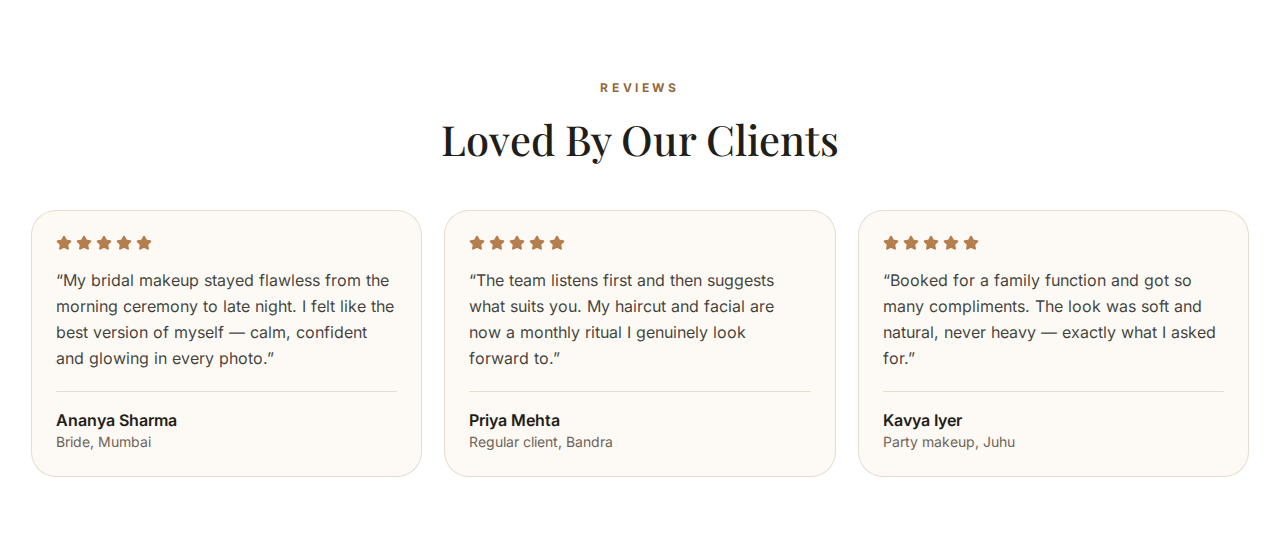 REVIEWS
Loved By Our Clients
“My bridal makeup stayed flawless from the
morning ceremony to late night. I felt like the
best version of myself — calm, confident
and glowing in every photo.”
Ananya Sharma
Bride, Mumbai
“The team listens first and then suggests
what suits you. My haircut and facial are
now a monthly ritual I genuinely look
forward to.”
Priya Mehta
Regular client, Bandra
“Booked for a family function and got so
many compliments. The look was soft and
natural, never heavy — exactly what I asked
for.”
Kavya Iyer
Party makeup, Juhu